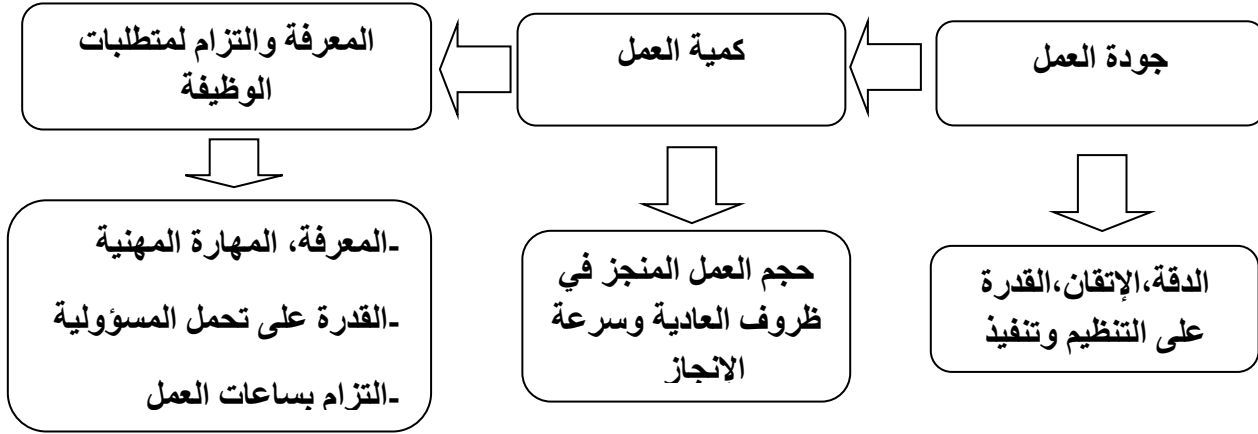 جودة العمل
كمية العمل
المعرفة والتزام لمتطلبات
الوظيفة
الدقة،الإتقان،القدرة
على التنظيم وتنفيذ
حجم العمل المنجز في
ظروف العادية وسرعة
الإنجاز
-المعرفة، المهارة المهنية
-القدرة على تحمل المسؤولية
-التزام بساعات العمل